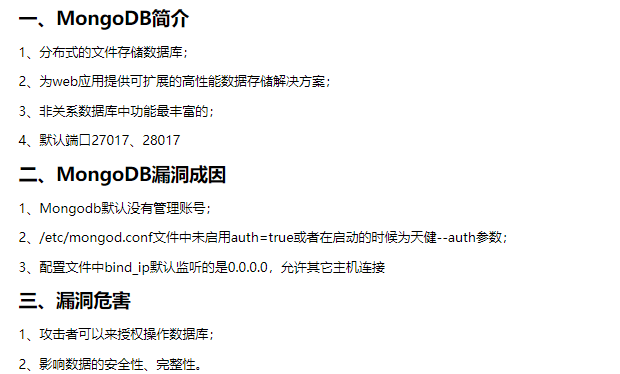 一、MongoDB简介
1、分布式的文件存储数据库；
2、为web应用提供可扩展的高性能数据存储解决方案；
3、非关系数据库中功能最丰富的；
4、默认端口27017、28017
二、MongoDB漏洞成因
1、Mongodb默认没有管理账号；
2、/etc/mongod.conf文件中未启用auth=true或者在启动的时候为天健--auth参数；
3、配置文件中bind_ip默认监听的是0.0.0.0，允许其它主机连接
三、漏洞危害
1、攻击者可以来授权操作数据库；
2、影响数据的安全性、完整性。